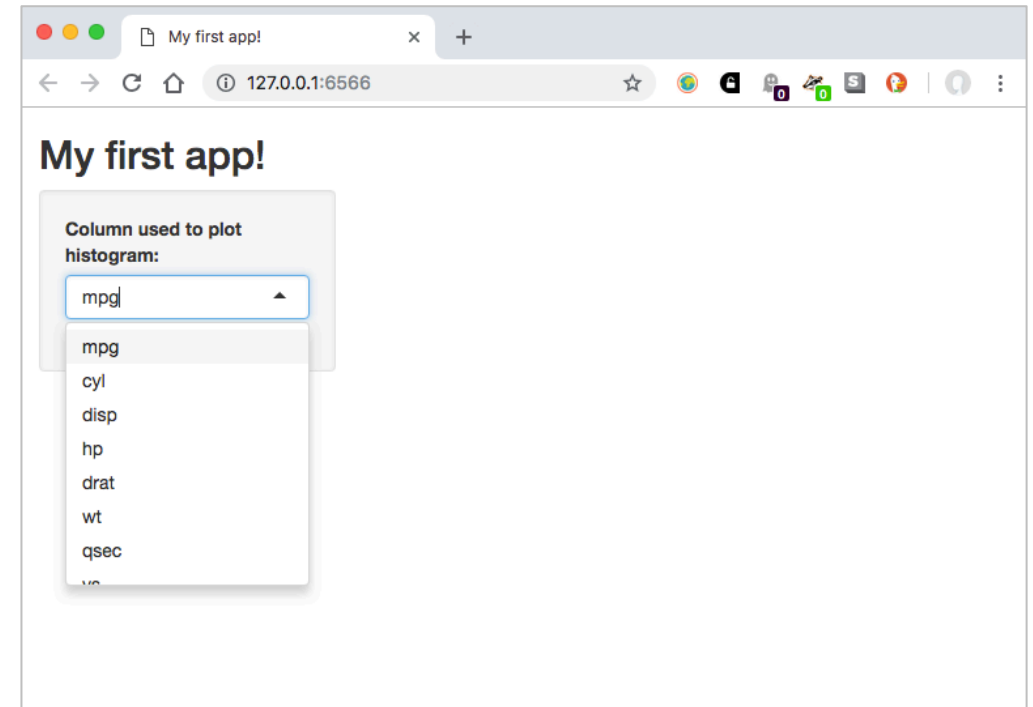 My first app!
127.0.0.1:6566
S
0
0
My first app!
Column used to plot
histogram:
mpg
mpg
cyl
disp
hp
drat
wt
qsec